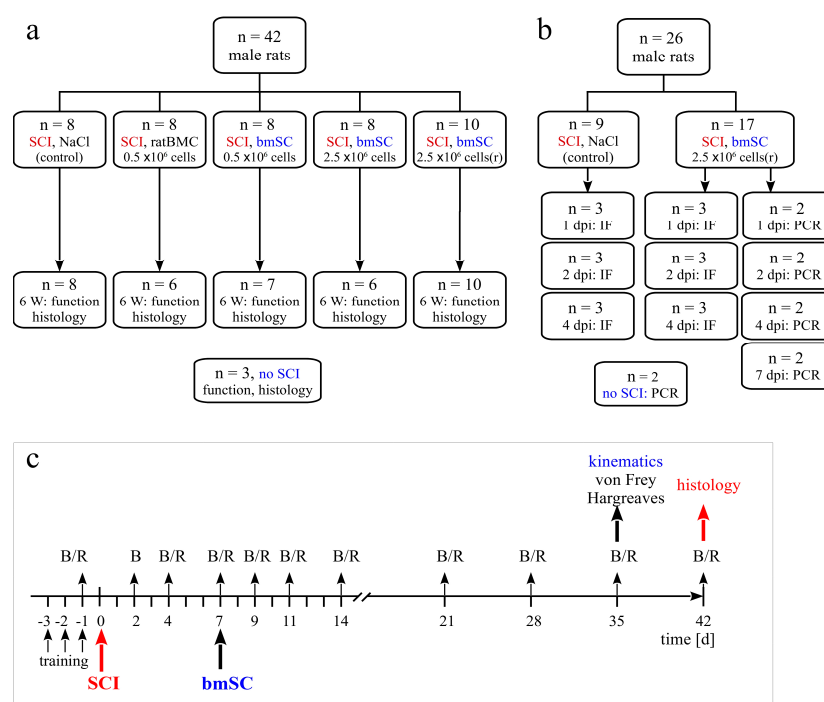 a
n = 42
male rats
n = 8
SCI, NaCl
(control)
n = 8
SCI, ratBMC
0.5 x10⁶ cells
n = 8
SCI, bmSC
0.5 x10⁶ cells
n = 8
SCI, bmSC
2.5 x10⁶ cells
n = 10
SCI, bmSC
2.5 x10⁶ cells(r)
n = 8
6 W: function
histology
n = 6
6 W: function
histology
n = 7
6 W: function
histology
n = 6
6 W: function
histology
n = 10
6 W: function
histology
n = 3, no SCI
function, histology
b
n = 26
male rats
n = 9
SCI, NaCl
(control)
n = 17
SCI, bmSC
2.5 x10⁶ cells(r)
n = 3
1 dpi: IF
n = 3
1 dpi: IF
n = 2
1 dpi: PCR
n = 3
2 dpi: IF
n = 3
2 dpi: IF
n = 2
2 dpi: PCR
n = 3
4 dpi: IF
n = 3
4 dpi: IF
n = 2
4 dpi: PCR
n = 2
7 dpi: PCR
n = 2
no SCI: PCR
c
kinematics
von Frey
Hargreaves
histology
B/R B B/R B/R B/R B/R B/R B/R B/R B/R B/R
-3 -2 -1 0 2 4 7 9 11 14 21 28 35 42
training
time [d]
SCI
bmSC